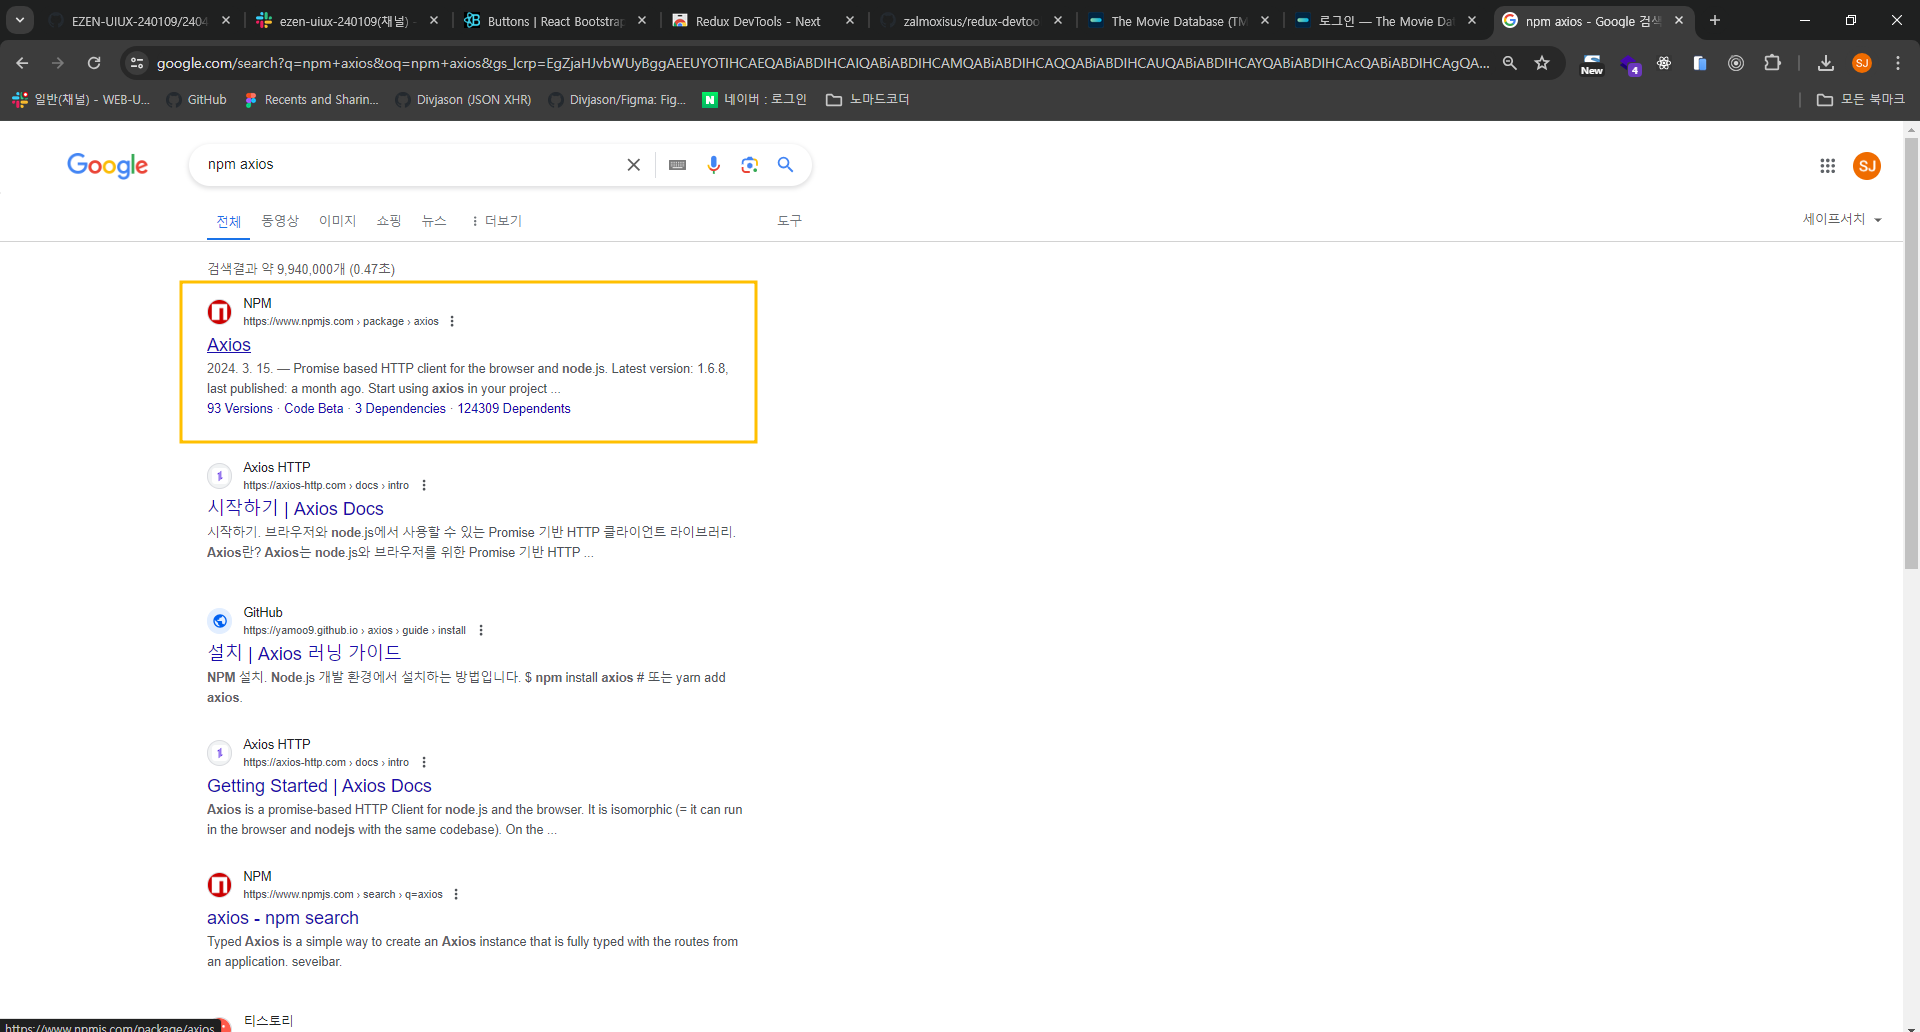 EZEN-UIUX-240109/2404
ezen-uiux-240109(채널) -
Buttons | React Bootstrap
Redux DevTools - Next
zalmoxisus/redux-devtoo
The Movie Database (TM
로그인 — The Movie Dat
npm axios - Google 검색
google.com/search?q=npm+axios&oq=npm+axios&gs_lcrp=EgZjaHJvbWUyBggAEEUYOTIHCAEQABiABDIHCAIQABiABDIHCAMQABiABDIHCAQQABiABDIHCAUQABiABDIHCAYQABiABDIHCAcQABiABDIHCAgQA...
New
4
SJ
일반(채널) - WEB-U...
GitHub
Recents and Sharin...
Divjason (JSON XHR)
Divjason/Figma: Fig...
N 네이버 : 로그인
노마드코더
모든 북마크
Google
npm axios
SJ
전체 동영상 이미지 쇼핑 뉴스 더보기 도구
세이프서치
검색결과 약 9,940,000개 (0.47초)
NPM
https://www.npmjs.com › package › axios
Axios
2024. 3. 15. — Promise based HTTP client for the browser and node.js. Latest version: 1.6.8,
last published: a month ago. Start using axios in your project ...
93 Versions · Code Beta · 3 Dependencies · 124309 Dependents
Axios HTTP
https://axios-http.com › docs › intro
시작하기 | Axios Docs
시작하기. 브라우저와 node.js에서 사용할 수 있는 Promise 기반 HTTP 클라이언트 라이브러리.
Axios란? Axios는 node.js와 브라우저를 위한 Promise 기반 HTTP ...
GitHub
https://yamoo9.github.io › axios › guide › install
설치 | Axios 러닝 가이드
NPM 설치. Node.js 개발 환경에서 설치하는 방법입니다. $ npm install axios # 또는 yarn add
axios.
Axios HTTP
https://axios-http.com › docs › intro
Getting Started | Axios Docs
Axios is a promise-based HTTP Client for node.js and the browser. It is isomorphic (= it can run
in the browser and nodejs with the same codebase). On the ...
NPM
https://www.npmjs.com › search › q=axios
axios - npm search
Typed Axios is a simple way to create an Axios instance that is fully typed with the routes from
an application. seveibar.
티스토리
https://www.npmjs.com/package/axios